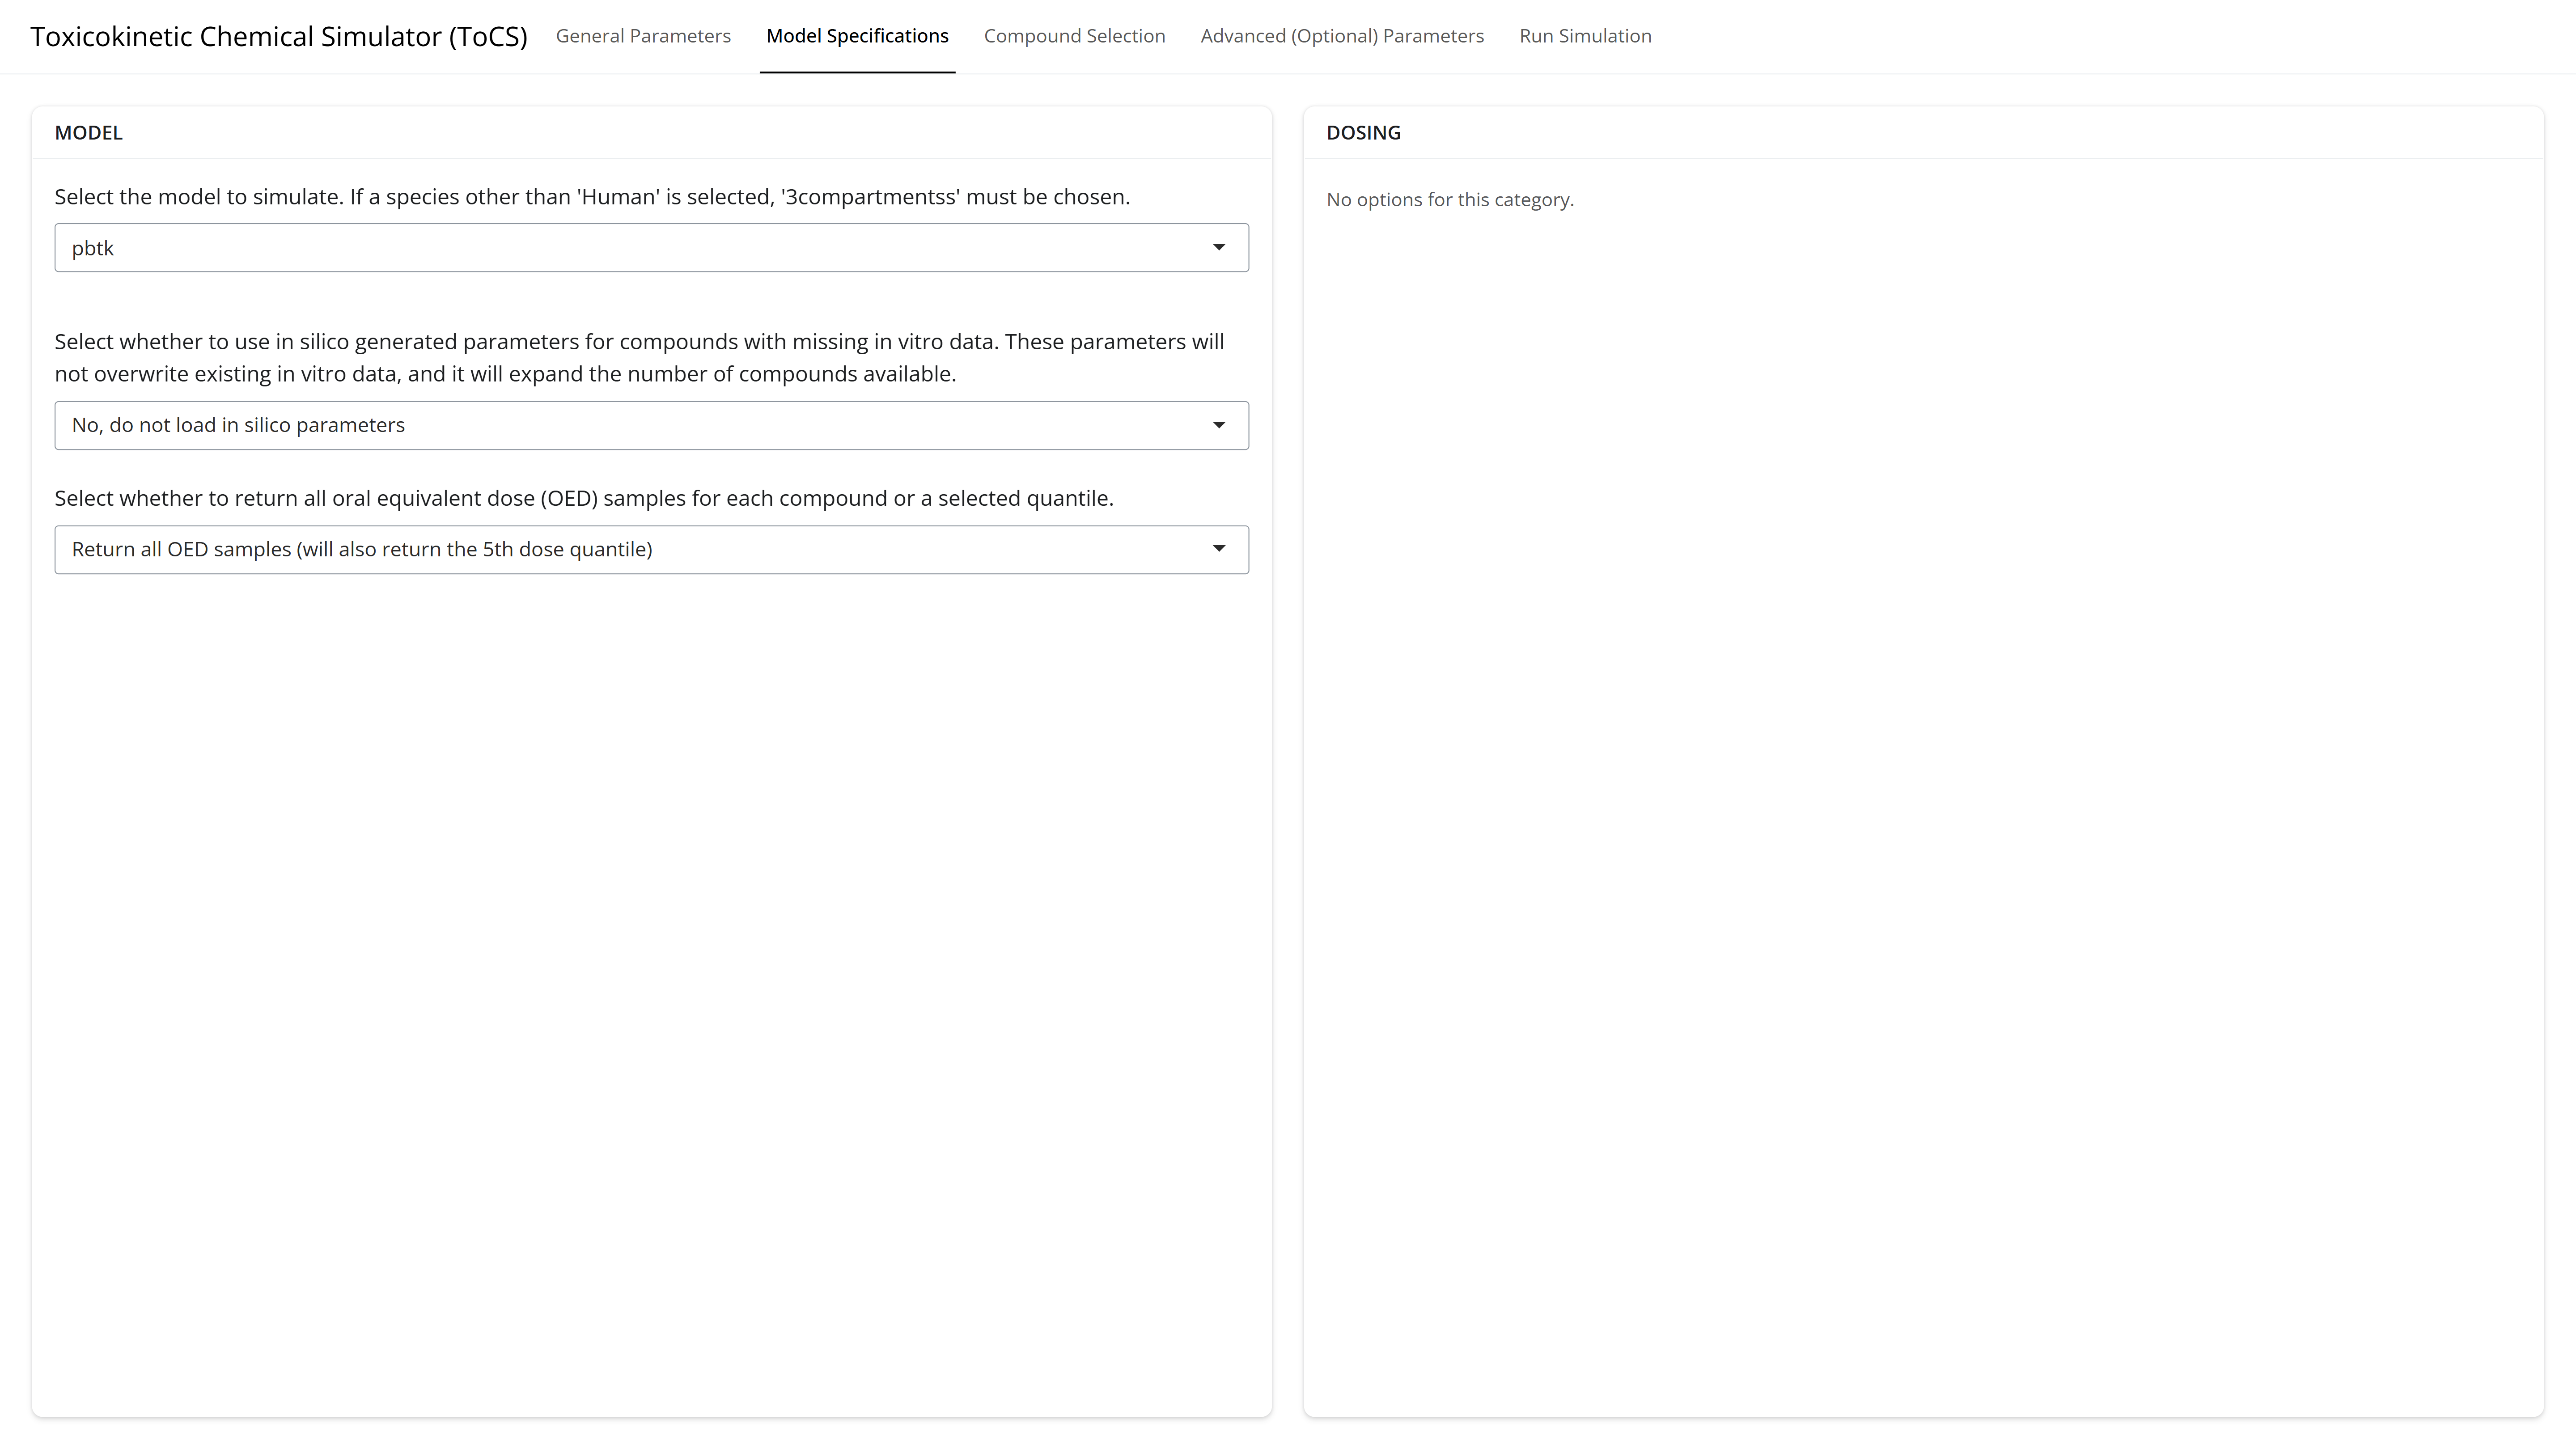 Toxicokinetic Chemical Simulator (ToCS)
General Parameters
Model Specifications
Compound Selection
Advanced (Optional) Parameters
Run Simulation
MODEL
Select the model to simulate. If a species other than 'Human' is selected, '3compartmentss' must be chosen.
pbtk
Select whether to use in silico generated parameters for compounds with missing in vitro data. These parameters will
not overwrite existing in vitro data, and it will expand the number of compounds available.
No, do not load in silico parameters
Select whether to return all oral equivalent dose (OED) samples for each compound or a selected quantile.
Return all OED samples (will also return the 5th dose quantile)
DOSING
No options for this category.